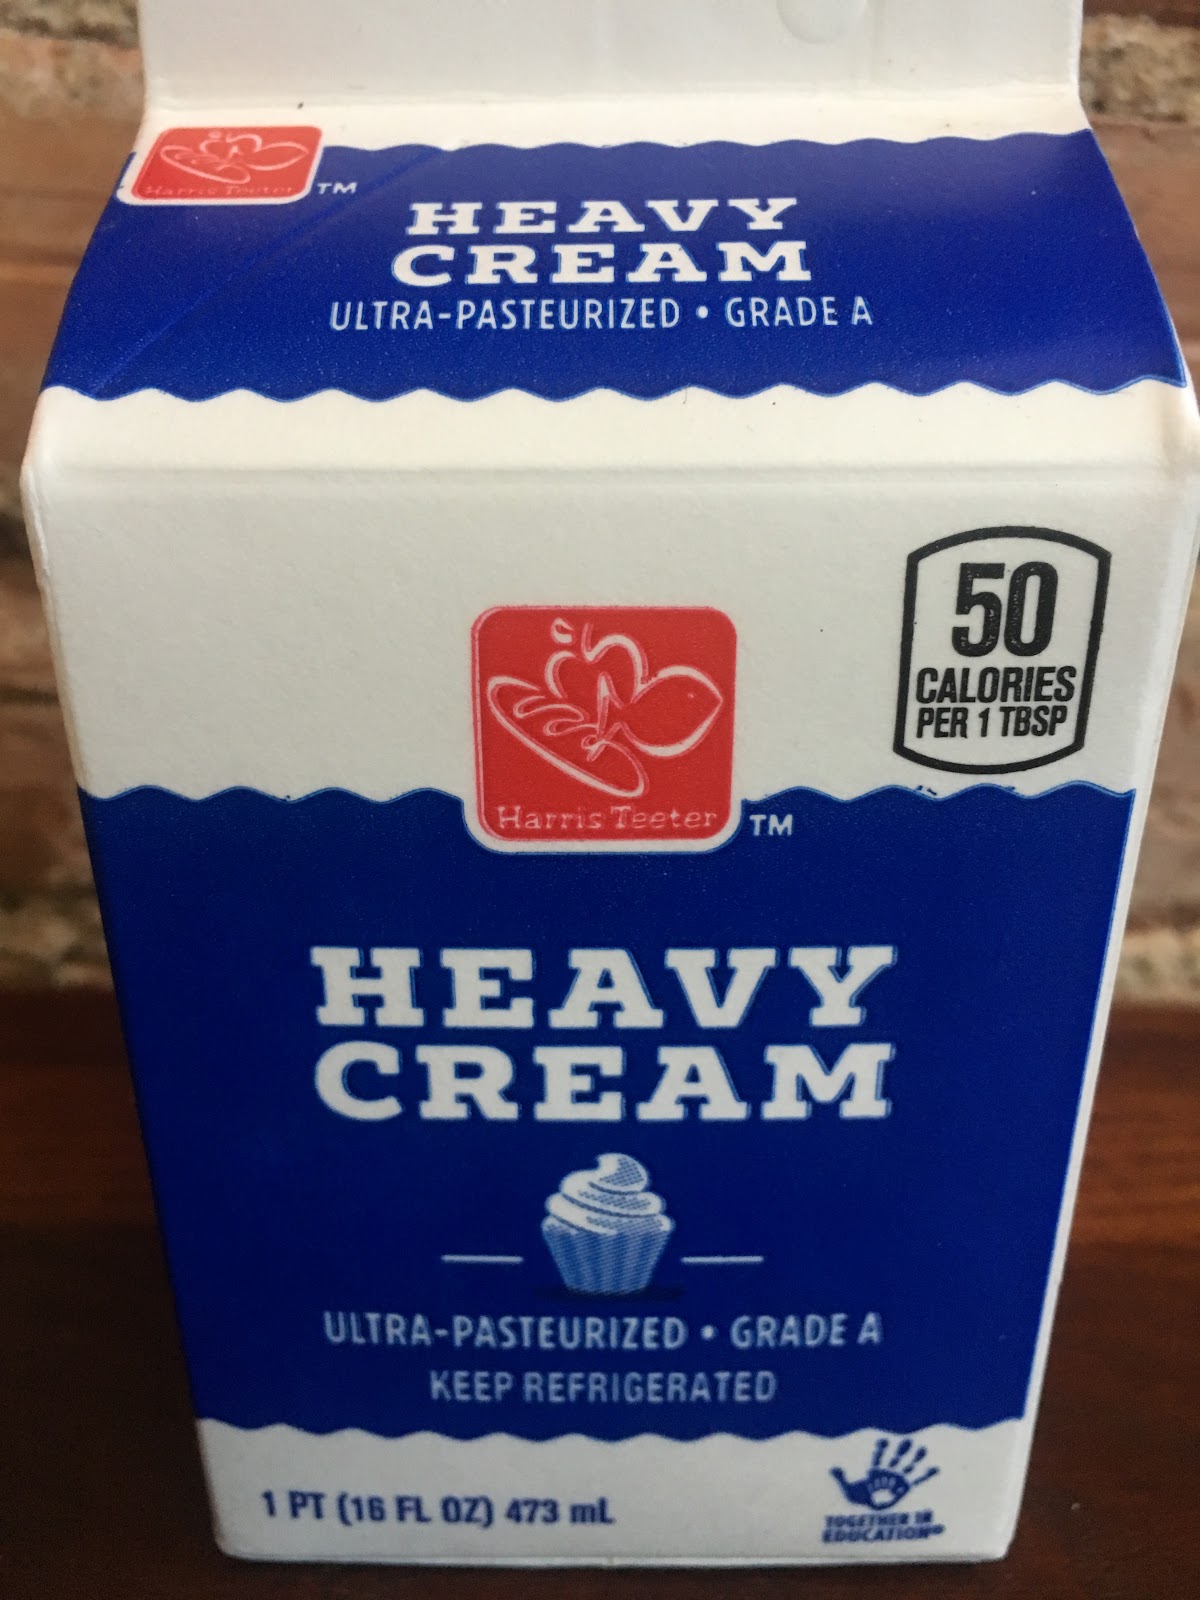 Harris Teeter TM
HEAVY
CREAM
ULTRA-PASTEURIZED • GRADE A
50
CALORIES
PER 1 TBSP
Harris Teeter TM
HEAVY
CREAM
ULTRA-PASTEURIZED • GRADE A
KEEP REFRIGERATED
1 PT (16 FL OZ) 473 mL
TOGETHER IN
EDUCATION®